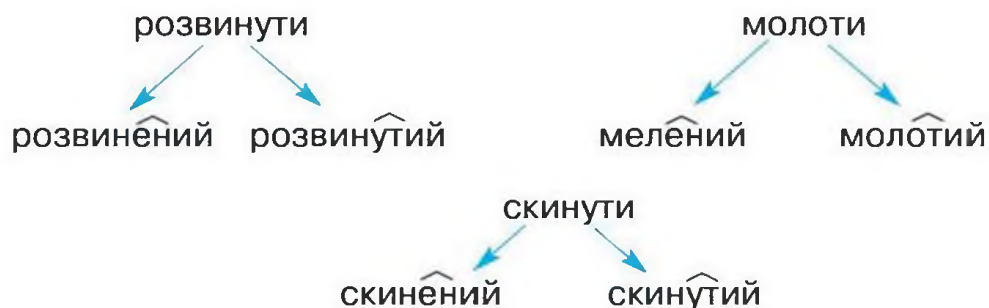 розвинути молоти
розвинений розвинутий мелений молотий
скинути
скинений скинутий